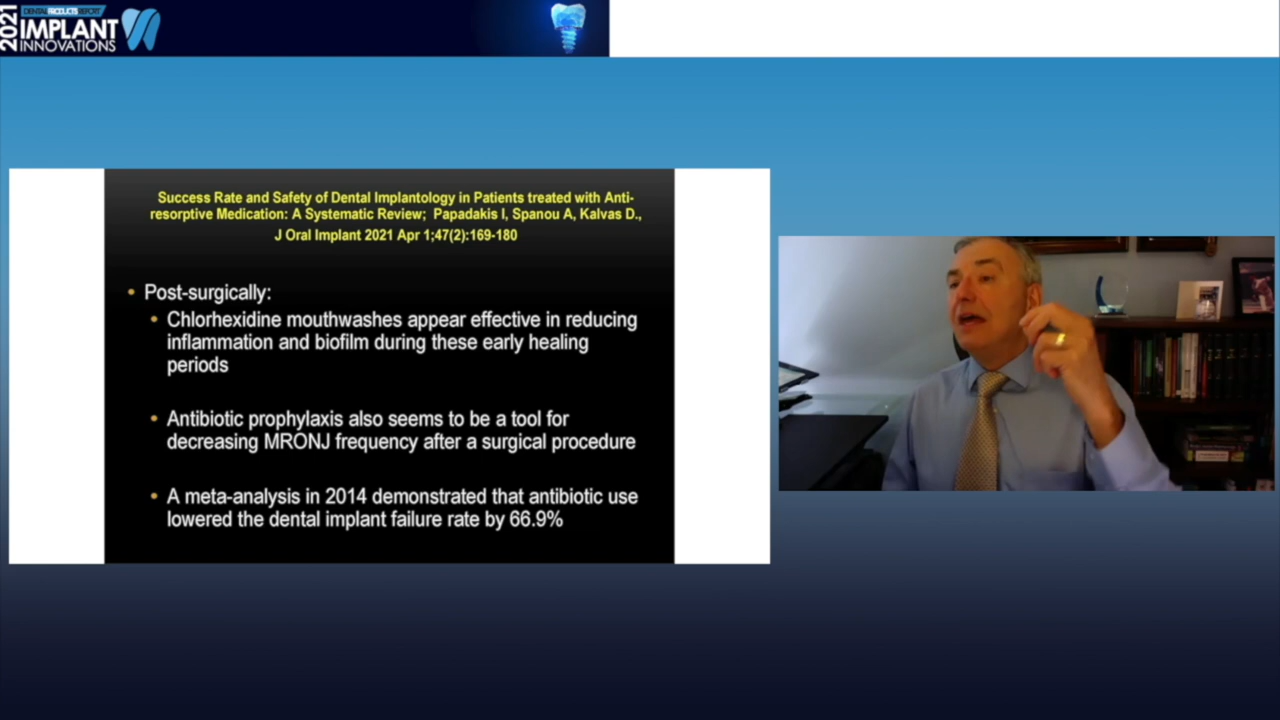 2021
DENTAL PRODUCTS REPORT
IMPLANT
INNOVATIONS
Success Rate and Safety of Dental Implantology in Patients treated with Anti-
resorptive Medication: A Systematic Review;  Papadakis I, Spanou A, Kalvas D.,
J Oral Implant 2021 Apr 1;47(2):169-180
• Post-surgically:
• Chlorhexidine mouthwashes appear effective in reducing
inflammation and biofilm during these early healing
periods
• Antibiotic prophylaxis also seems to be a tool for
decreasing MRONJ frequency after a surgical procedure
• A meta-analysis in 2014 demonstrated that antibiotic use
lowered the dental implant failure rate by 66.9%